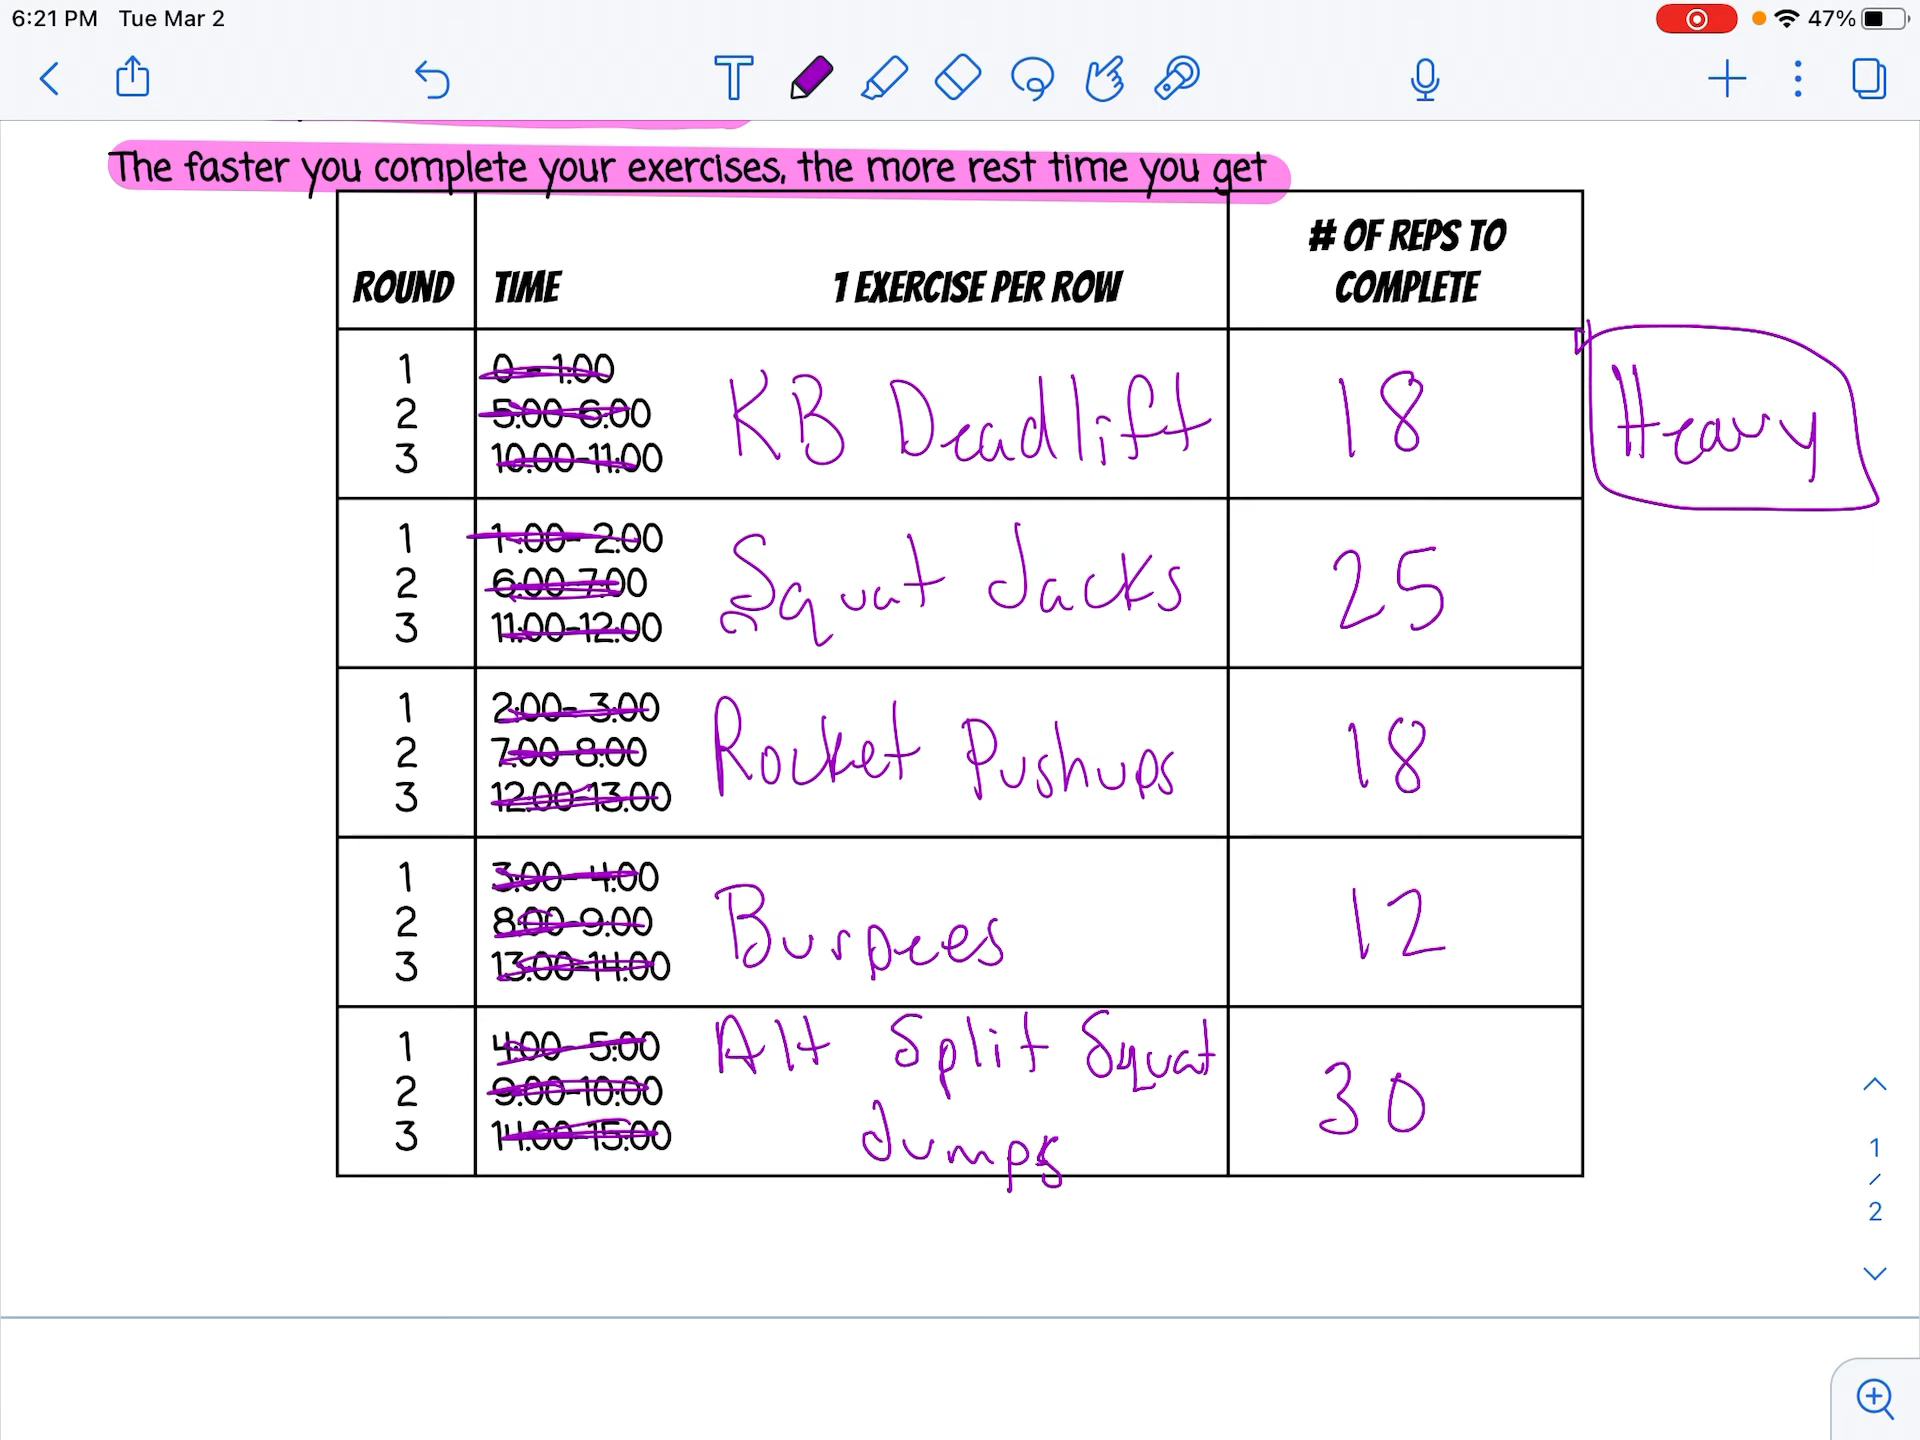 6:21 PM Tue Mar 2
47%
The faster you complete your exercises, the more rest time you get
ROUND TIME 1 EXERCISE PER ROW # OF REPS TO COMPLETE
1 0 - 1:00
2 5:00-6:00
3 10:00-11:00
KB Deadlift 18 Heavy
1 1:00- 2:00
2 6:00-7:00
3 11:00-12:00
Squat Jacks 25
1 2:00- 3:00
2 7:00-8:00
3 12:00-13:00
Rocket Pushups 18
1 3:00- 4:00
2 8:00-9:00
3 13:00-14:00
Burpees 12
1 4:00- 5:00
2 9:00-10:00
3 14:00-15:00
Alt Split Squat
Jumps
30
1
/
2